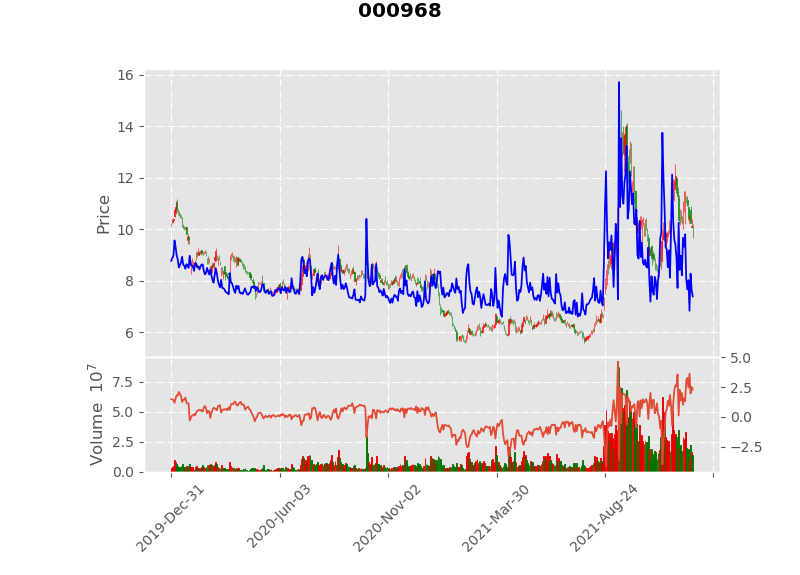 000968
16
14
12
10
8
6
Price
5.0
2.5
0.0
−2.5
7.5
5.0
2.5
0.0
Volume 10^7
2019-Dec-31
2020-Jun-03
2020-Nov-02
2021-Mar-30
2021-Aug-24